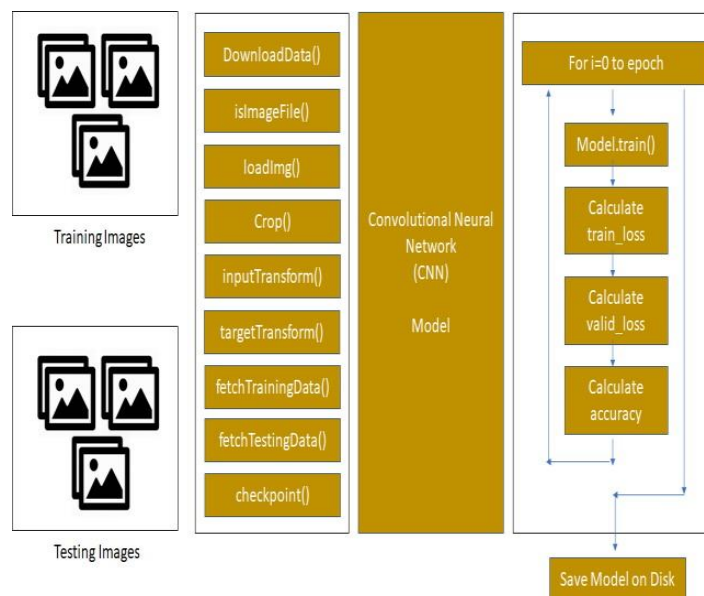 Training Images
Testing Images
DownloadData()
isImageFile()
loadImg()
Crop()
inputTransform()
targetTransform()
fetchTrainingData()
fetchTestingData()
checkpoint()
Convolutional Neural
Network
(CNN)
Model
For i=0 to epoch
Model.train()
Calculate
train_loss
Calculate
valid_loss
Calculate
accuracy
Save Model on Disk